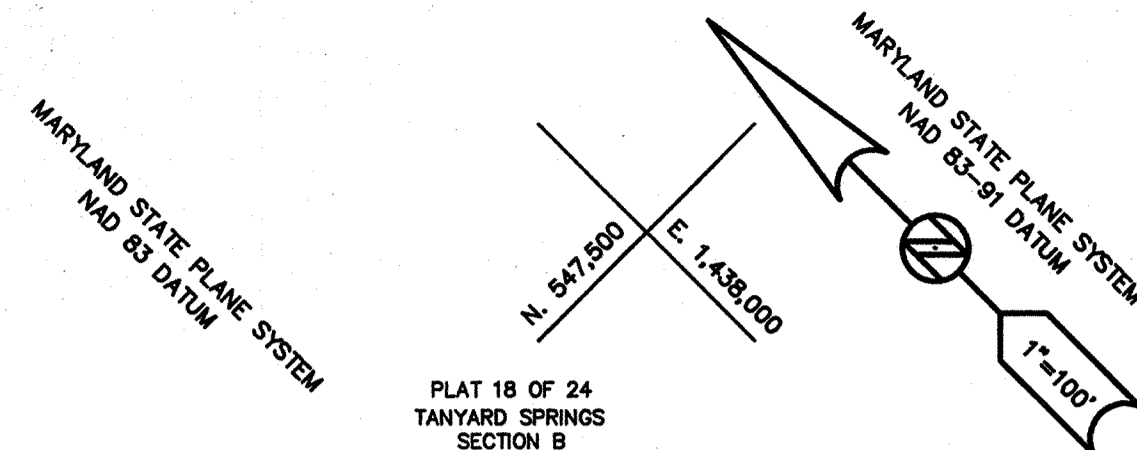 MARYLAND STATE PLANE SYSTEM
NAD 83 DATUM
N. 547,500
E. 1,438,000
PLAT 18 OF 24
TANYARD SPRINGS
SECTION B
MARYLAND STATE PLANE SYSTEM
NAD 83-91 DATUM
1"=100'